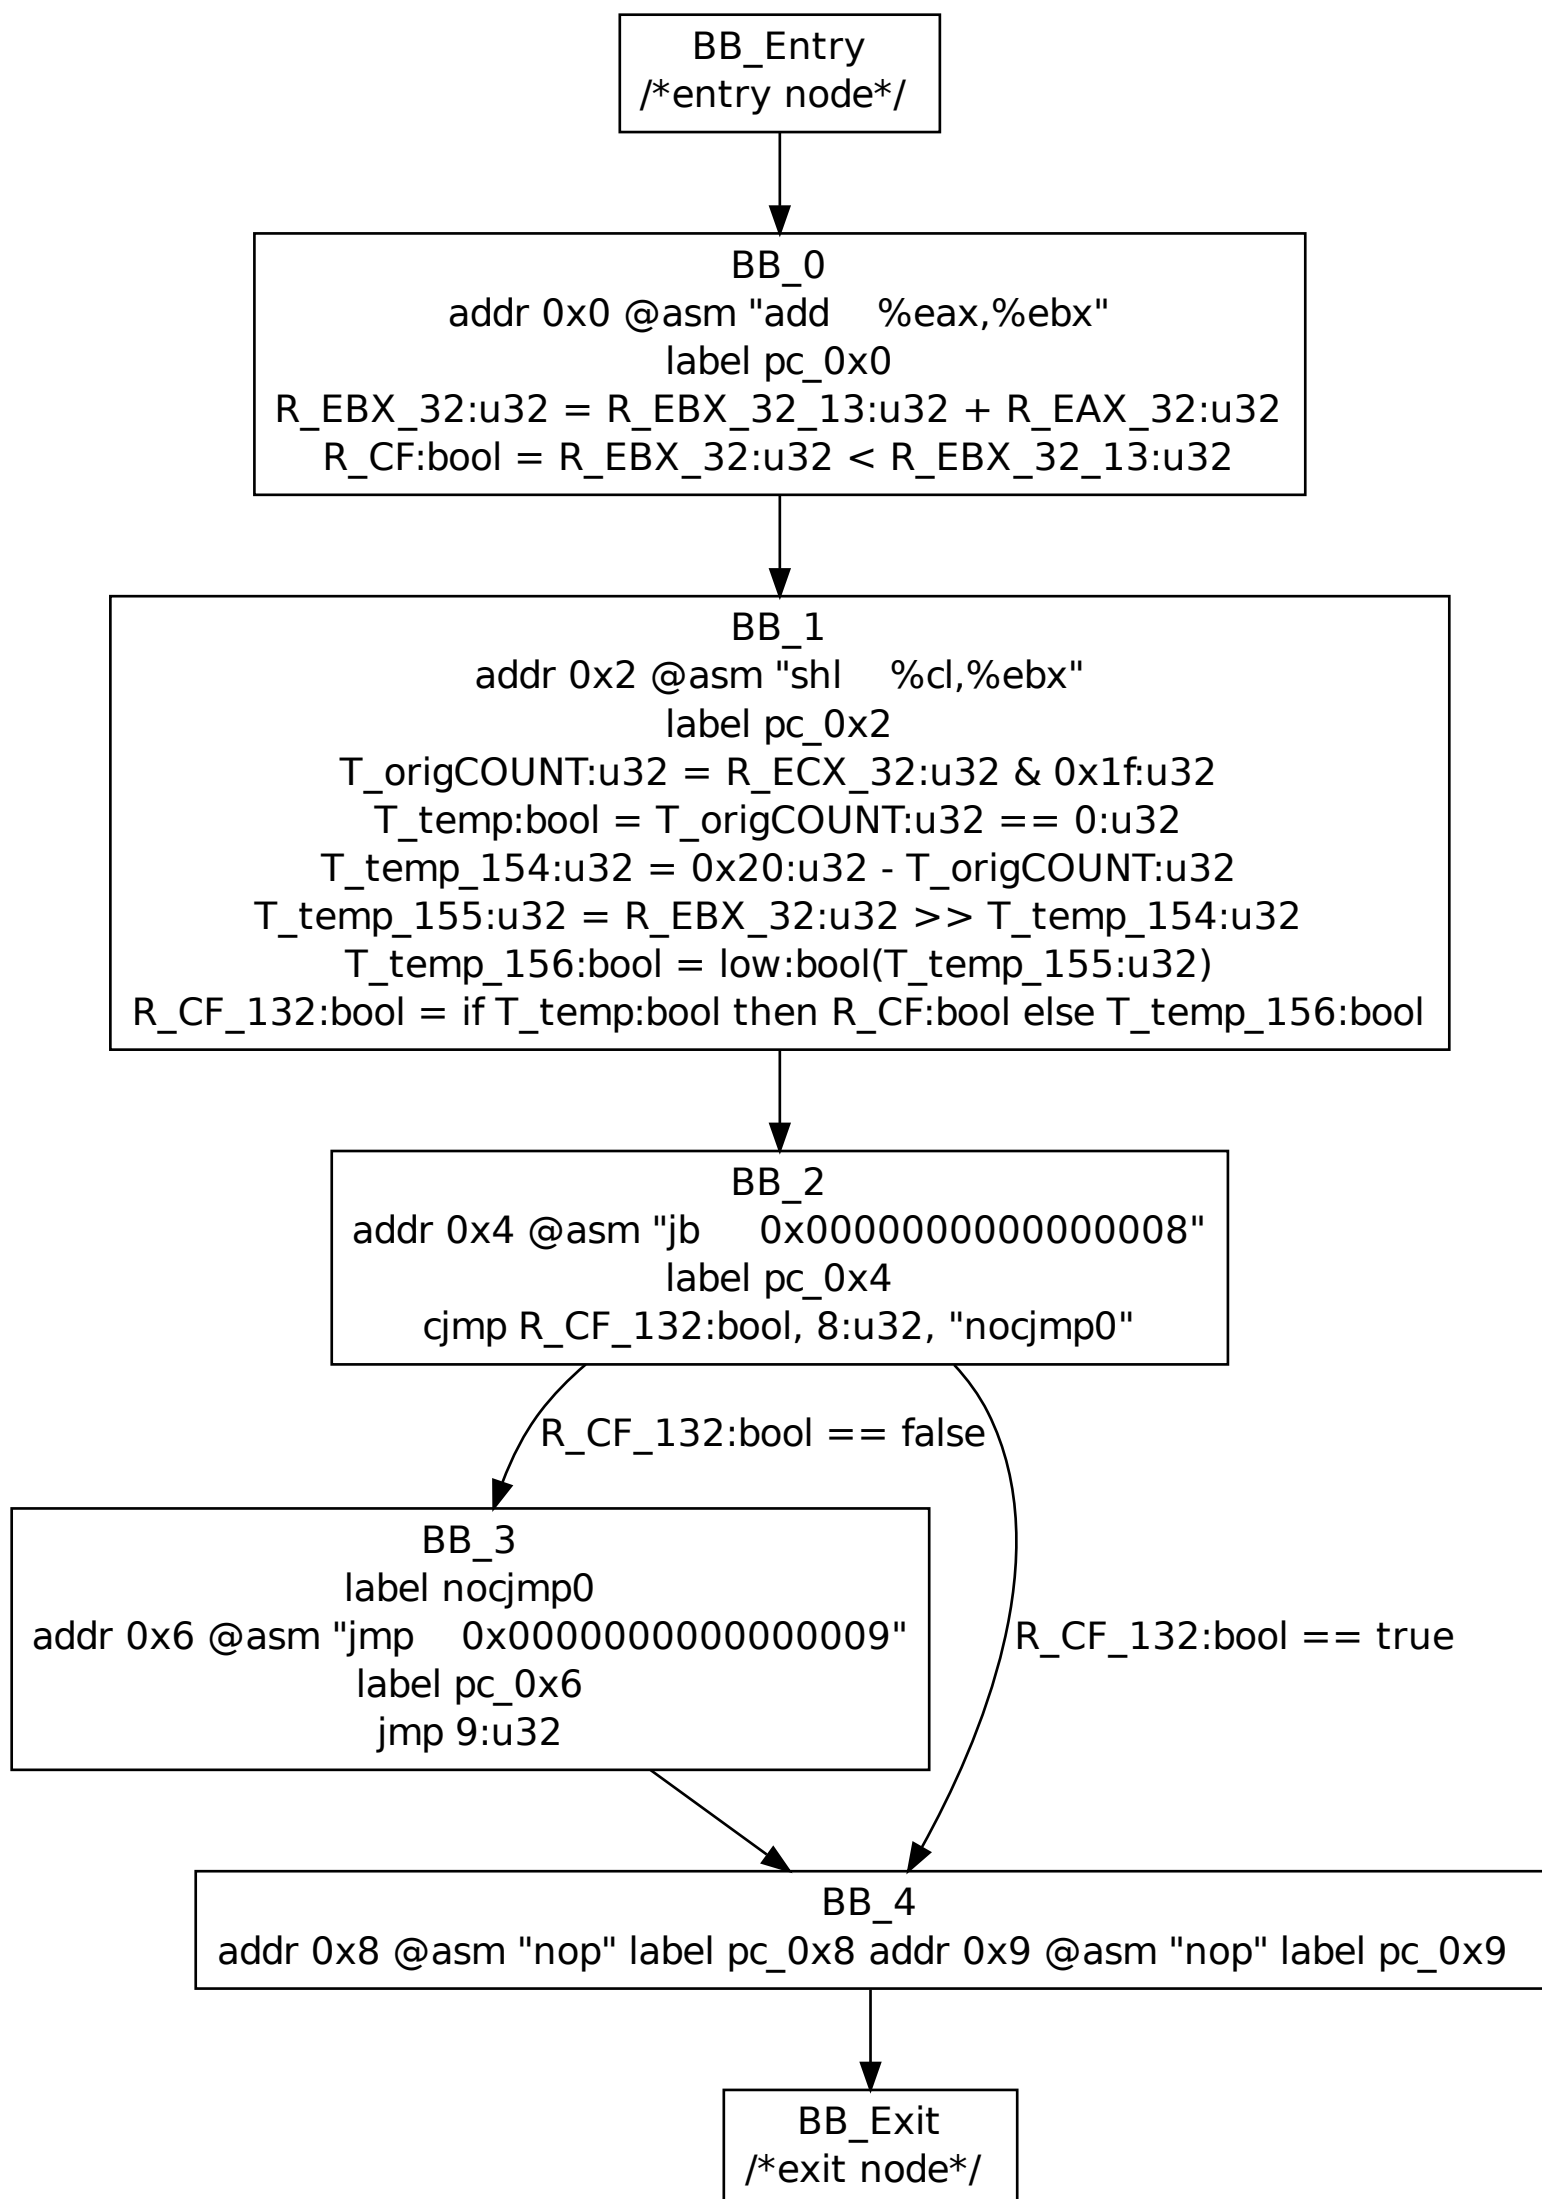 BB_Entry
/*entry node*/
BB_0
addr 0x0 @asm "add    %eax,%ebx"
label pc_0x0
R_EBX_32:u32 = R_EBX_32_13:u32 + R_EAX_32:u32
R_CF:bool = R_EBX_32:u32 < R_EBX_32_13:u32
BB_1
addr 0x2 @asm "shl    %cl,%ebx"
label pc_0x2
T_origCOUNT:u32 = R_ECX_32:u32 & 0x1f:u32
T_temp:bool = T_origCOUNT:u32 == 0:u32
T_temp_154:u32 = 0x20:u32 - T_origCOUNT:u32
T_temp_155:u32 = R_EBX_32:u32 >> T_temp_154:u32
T_temp_156:bool = low:bool(T_temp_155:u32)
R_CF_132:bool = if T_temp:bool then R_CF:bool else T_temp_156:bool
BB_2
addr 0x4 @asm "jb     0x0000000000000008"
label pc_0x4
cjmp R_CF_132:bool, 8:u32, "nocjmp0"
R_CF_132:bool == false
BB_3
label nocjmp0
addr 0x6 @asm "jmp    0x0000000000000009"
label pc_0x6
jmp 9:u32
R_CF_132:bool == true
BB_4
addr 0x8 @asm "nop" label pc_0x8 addr 0x9 @asm "nop" label pc_0x9
BB_Exit
/*exit node*/